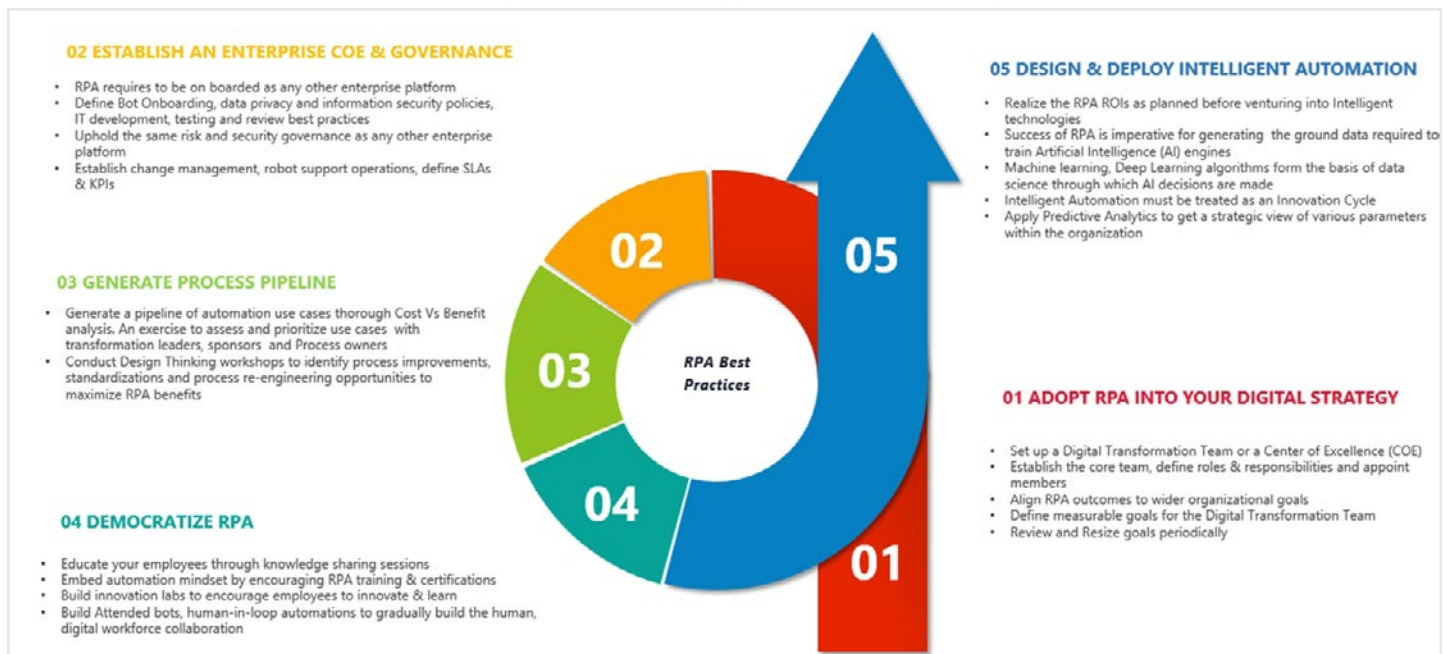 02 ESTABLISH AN ENTERPRISE COE & GOVERNANCE
• RPA requires to be on boarded as any other enterprise platform
• Define Bot Onboarding, data privacy and information security policies,
IT development, testing and review best practices
• Uphold the same risk and security governance as any other enterprise
platform
• Establish change management, robot support operations, define SLAs
& KPIs
03 GENERATE PROCESS PIPELINE
• Generate a pipeline of automation use cases thorough Cost Vs Benefit
analysis. An exercise to assess and prioritize use cases with
transformation leaders, sponsors and Process owners
• Conduct Design Thinking workshops to identify process improvements,
standardizations and process re-engineering opportunities to
maximize RPA benefits
04 DEMOCRATIZE RPA
• Educate your employees through knowledge sharing sessions
• Embed automation mindset by encouraging RPA training & certifications
• Build innovation labs to encourage employees to innovate & learn
• Build Attended bots, human-in-loop automations to gradually build the human,
digital workforce collaboration
02
03
04
05
01
RPA Best
Practices
05 DESIGN & DEPLOY INTELLIGENT AUTOMATION
• Realize the RPA ROIs as planned before venturing into Intelligent
technologies
• Success of RPA is imperative for generating the ground data required to
train Artificial Intelligence (AI) engines
• Machine learning, Deep Learning algorithms form the basis of data
science through which AI decisions are made
• Intelligent Automation must be treated as an Innovation Cycle
• Apply Predictive Analytics to get a strategic view of various parameters
within the organization
01 ADOPT RPA INTO YOUR DIGITAL STRATEGY
• Set up a Digital Transformation Team or a Center of Excellence (COE)
• Establish the core team, define roles & responsibilities and appoint
members
• Align RPA outcomes to wider organizational goals
• Define measurable goals for the Digital Transformation Team
• Review and Resize goals periodically